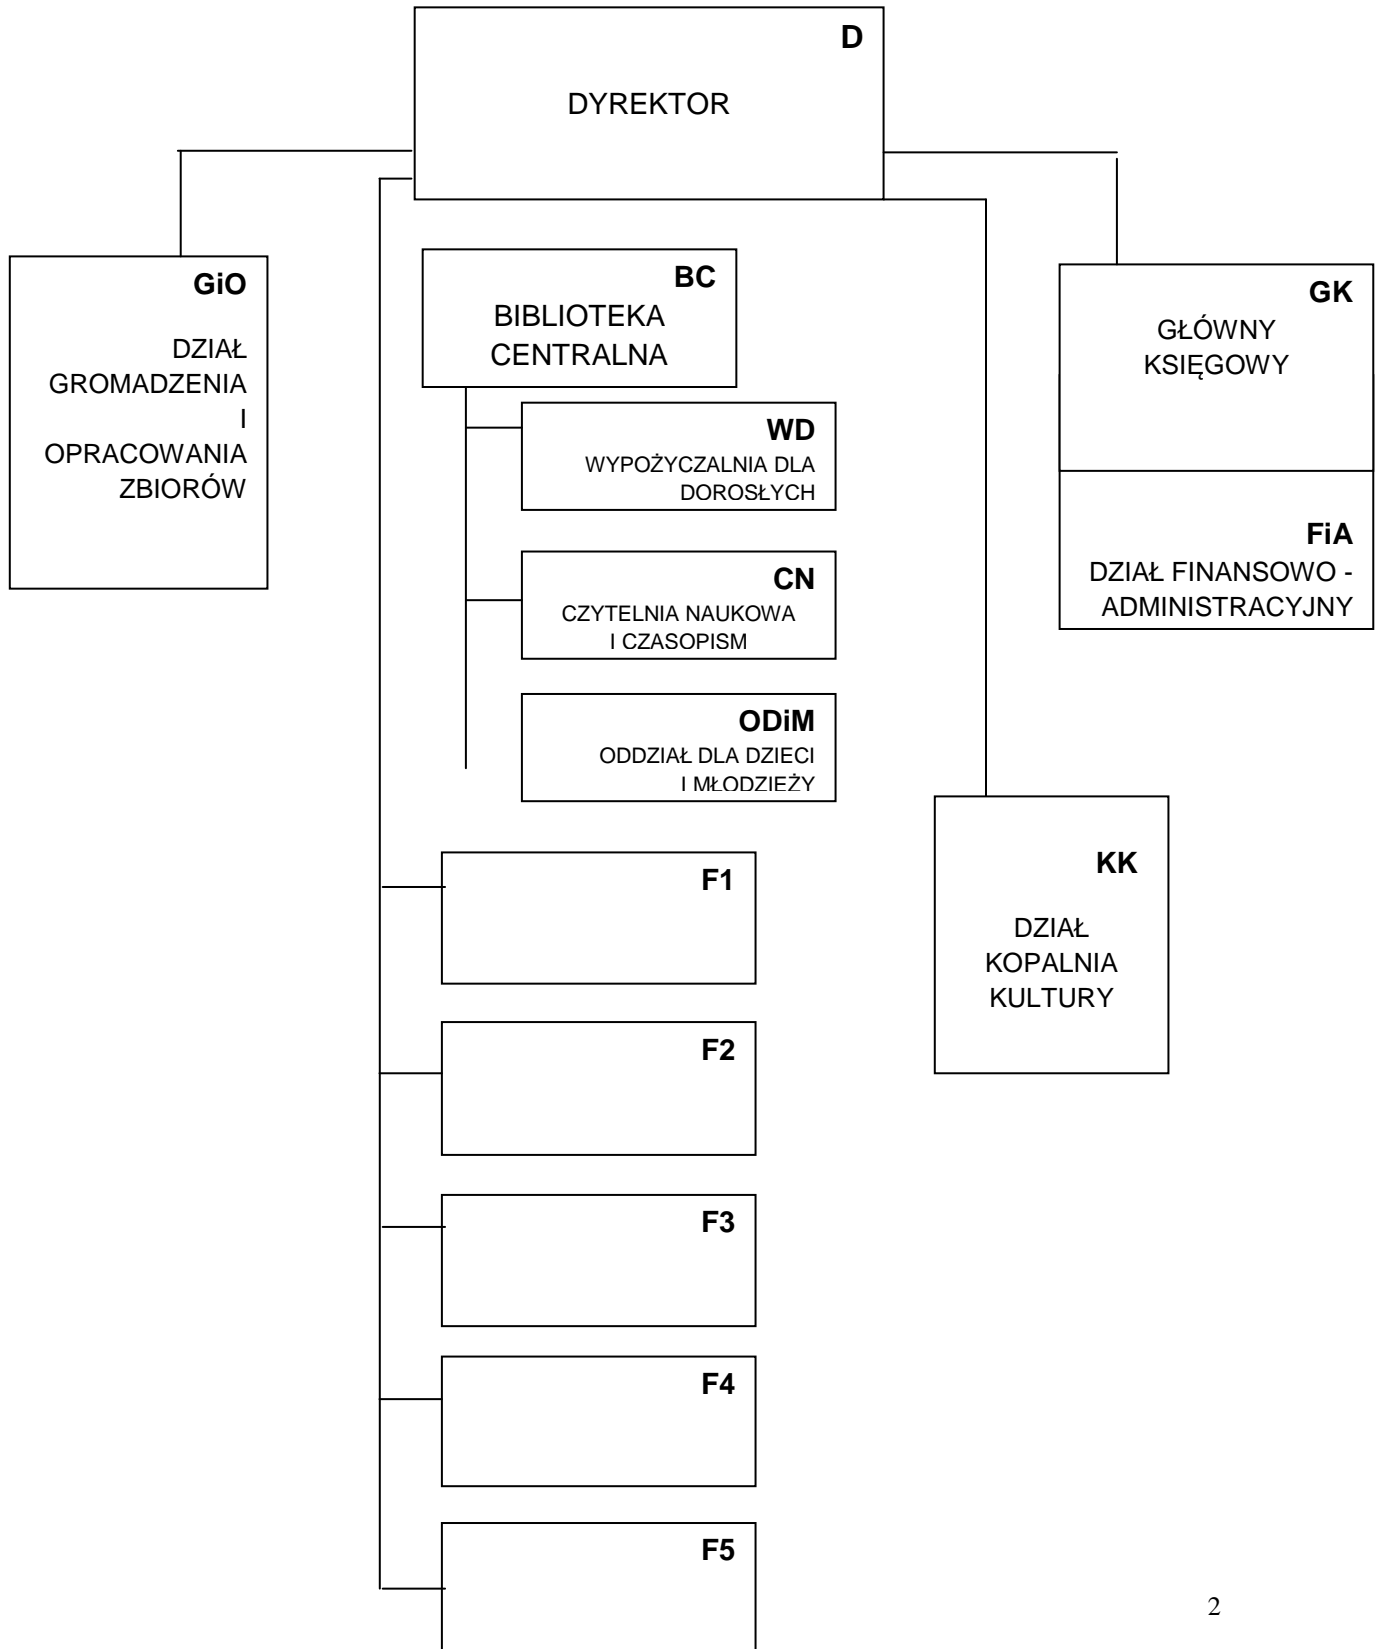 D
DYREKTOR
GiO
DZIAŁ
GROMADZENIA
I
OPRACOWANIA
ZBIORÓW
BC
BIBLIOTEKA
CENTRALNA
WD
WYPOŻYCZALNIA DLA
DOROSŁYCH
CN
CZYTELNIA NAUKOWA
I CZASOPISM
ODiM
ODDZIAŁ DLA DZIECI
I MŁODZIEŻY
GK
GŁÓWNY
KSIĘGOWY
FiA
DZIAŁ FINANSOWO -
ADMINISTRACYJNY
KK
DZIAŁ
KOPALNIA
KULTURY
F1
F2
F3
F4
F5
2